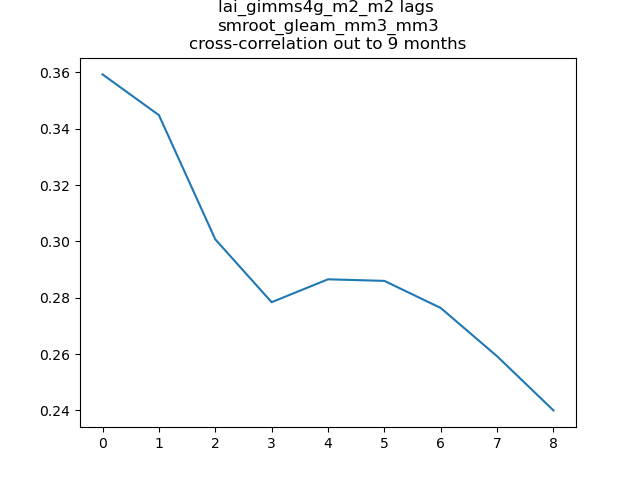 lai_gimms4g_m2_m2 lags
smroot_gleam_mm3_mm3
cross-correlation out to 9 months
0.36
0.34
0.32
0.30
0.28
0.26
0.24
0 1 2 3 4 5 6 7 8